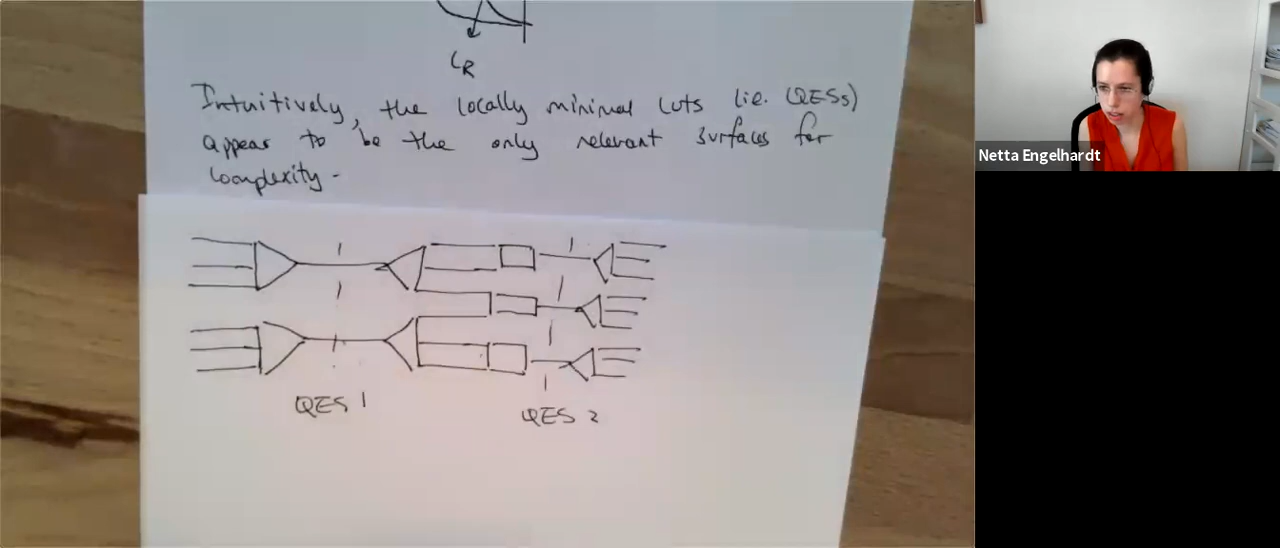 CR
Intuitively, the locally minimal cuts (i.e. QESs)
appear to be the only relevant surfaces for
complexity.
QES 1
QES 2
Netta Engelhardt